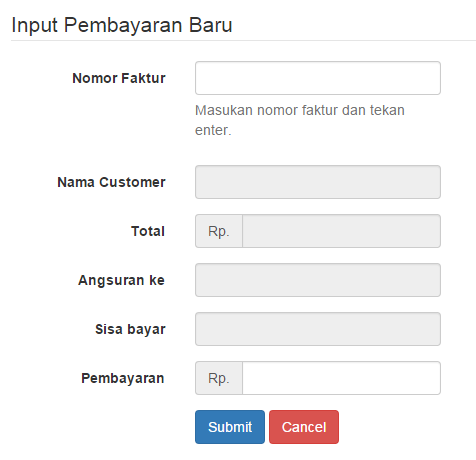 Input Pembayaran Baru
Nomor Faktur
Masukan nomor faktur dan tekan
enter.
Nama Customer
Total Rp.
Angsuran ke
Sisa bayar
Pembayaran Rp.
Submit Cancel